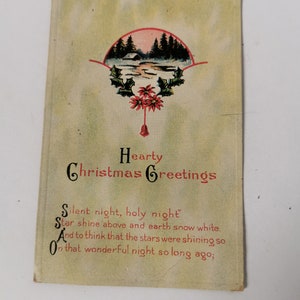 Hearty
Christmas Greetings
Silent night, holy night"
Star shine above and earth snow white
And to think that the stars were shining so
On that wonderful night so long ago;